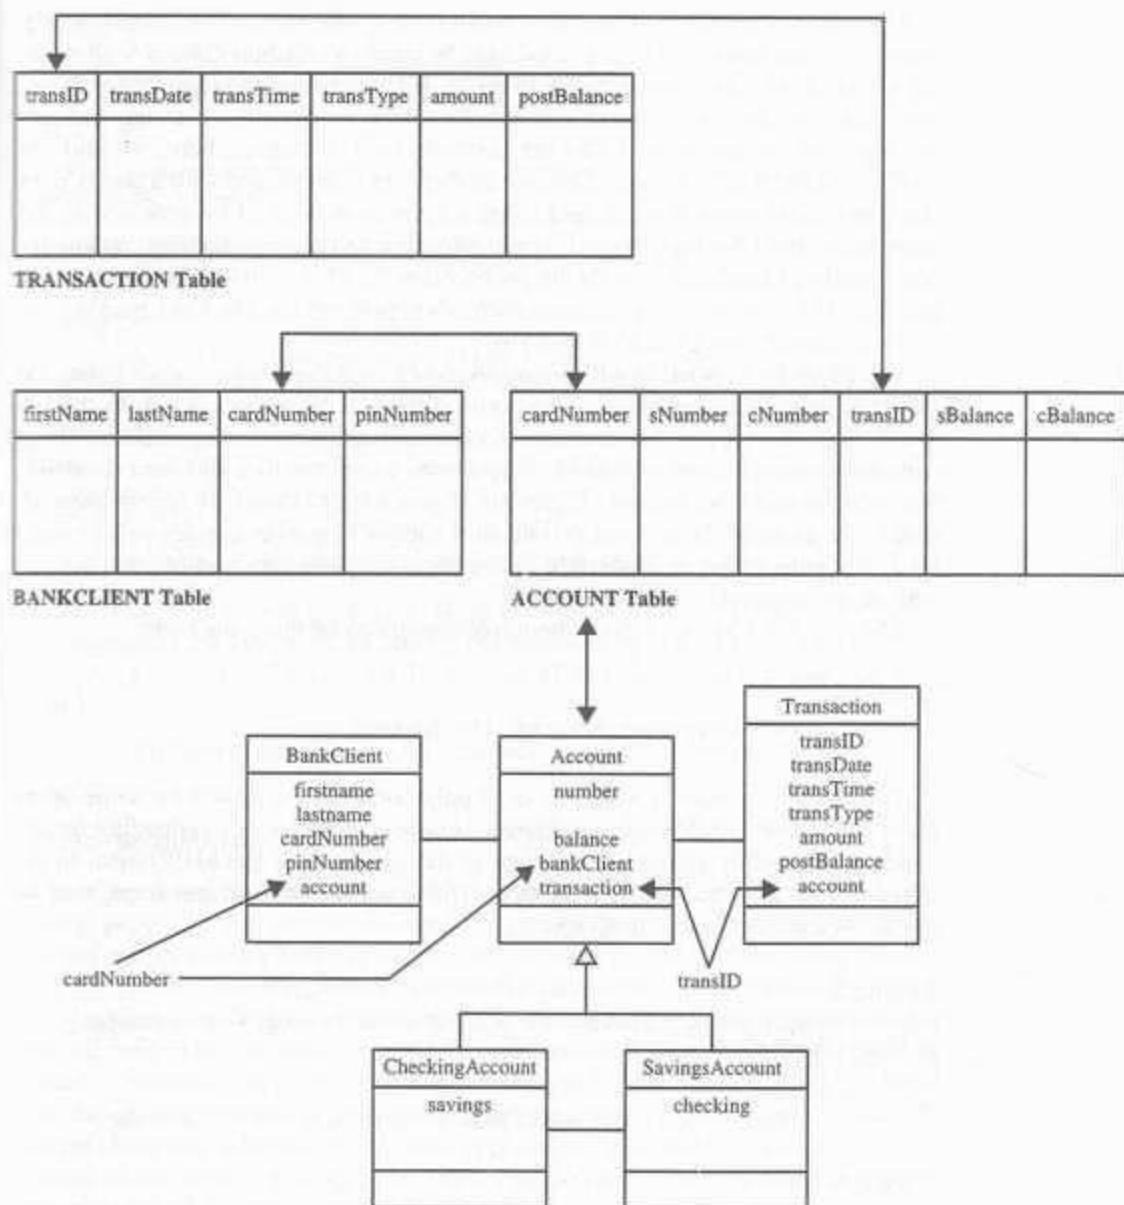 transID transDate transTime transType amount postBalance
TRANSACTION Table
firstName lastName cardNumber pinNumber
cardNumber sNumber cNumber transID sBalance cBalance
BANKCLIENT Table
ACCOUNT Table
BankClient
firstname
lastname
cardNumber
pinNumber
account
Account
number
balance
bankClient
transaction
Transaction
transID
transDate
transTime
transType
amount
postBalance
account
cardNumber
transID
CheckingAccount
savings
SavingsAccount
checking